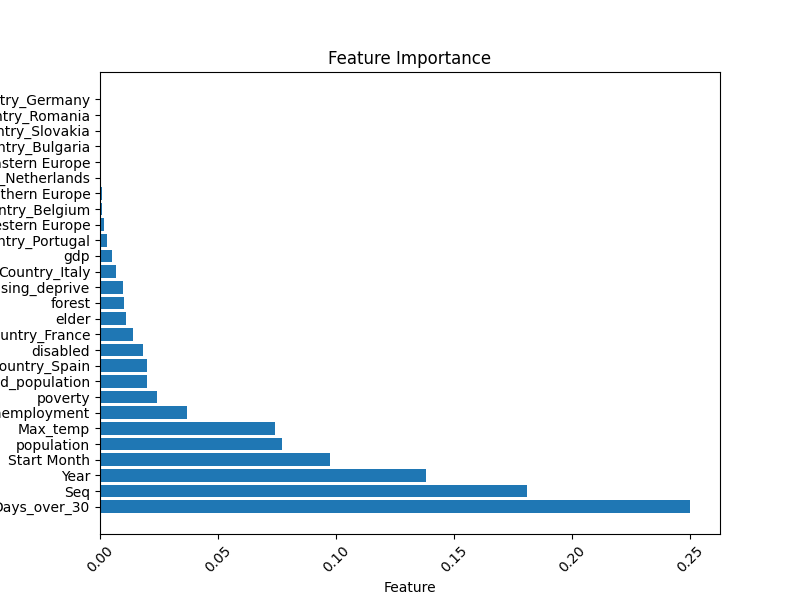 Feature Importance
try_Germany
ntry_Romania
ntry_Slovakia
ntry_Bulgaria
astern Europe
_Netherlands
thern Europe
ntry_Belgium
estern Europe
ntry_Portugal
gdp
Country_Italy
sing_deprive
forest
elder
untry_France
disabled
ountry_Spain
d_population
poverty
nemployment
Max_temp
population
Start Month
Year
Seq
Days_over_30
0.00 0.05 0.10 0.15 0.20 0.25
Feature